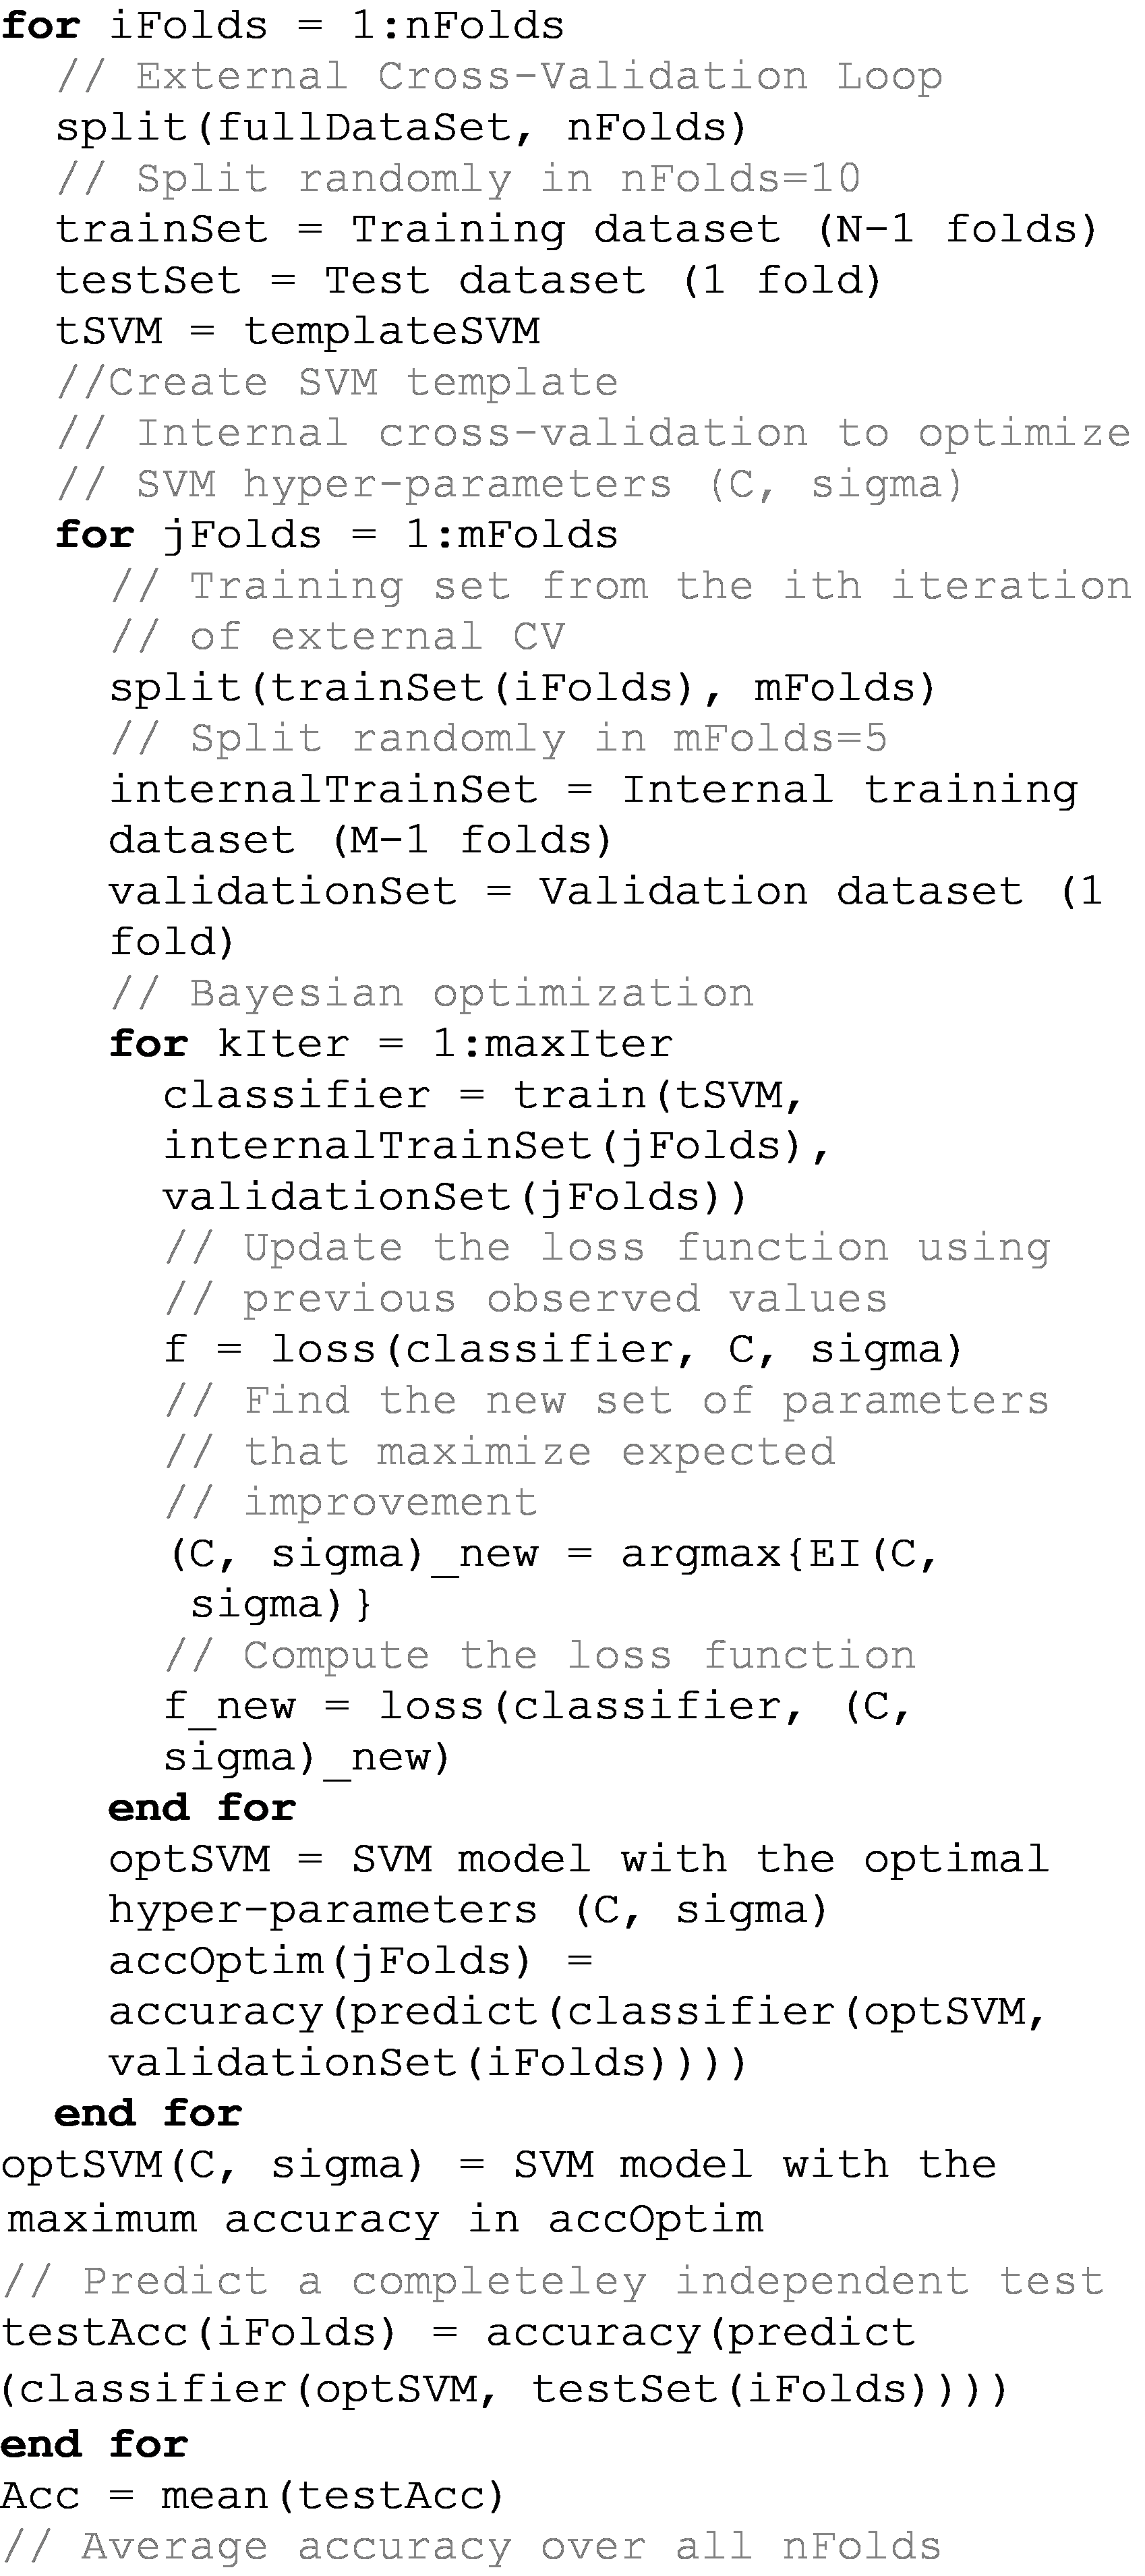 for iFolds = 1:nFolds
// External Cross-Validation Loop
split(fullDataSet, nFolds)
// Split randomly in nFolds=10
trainSet = Training dataset (N-1 folds)
testSet = Test dataset (1 fold)
tSVM = templateSVM
//Create SVM template
// Internal cross-validation to optimize
// SVM hyper-parameters (C, sigma)
for jFolds = 1:mFolds
// Training set from the ith iteration
// of external CV
split(trainSet(iFolds), mFolds)
// Split randomly in mFolds=5
internalTrainSet = Internal training
dataset (M-1 folds)
validationSet = Validation dataset (1
fold)
// Bayesian optimization
for kIter = 1:maxIter
classifier = train(tSVM,
internalTrainSet(jFolds),
validationSet(jFolds))
// Update the loss function using
// previous observed values
f = loss(classifier, C, sigma)
// Find the new set of parameters
// that maximize expected
// improvement
(C, sigma)_new = argmax{EI(C,
sigma)}
// Compute the loss function
f_new = loss(classifier, (C,
sigma)_new)
end for
optSVM = SVM model with the optimal
hyper-parameters (C, sigma)
accOptim(jFolds) =
accuracy(predict(classifier(optSVM,
validationSet(iFolds))))
end for
optSVM(C, sigma) = SVM model with the
maximum accuracy in accOptim
// Predict a completeley independent test
testAcc(iFolds) = accuracy(predict
(classifier(optSVM, testSet(iFolds))))
end for
Acc = mean(testAcc)
// Average accuracy over all nFolds